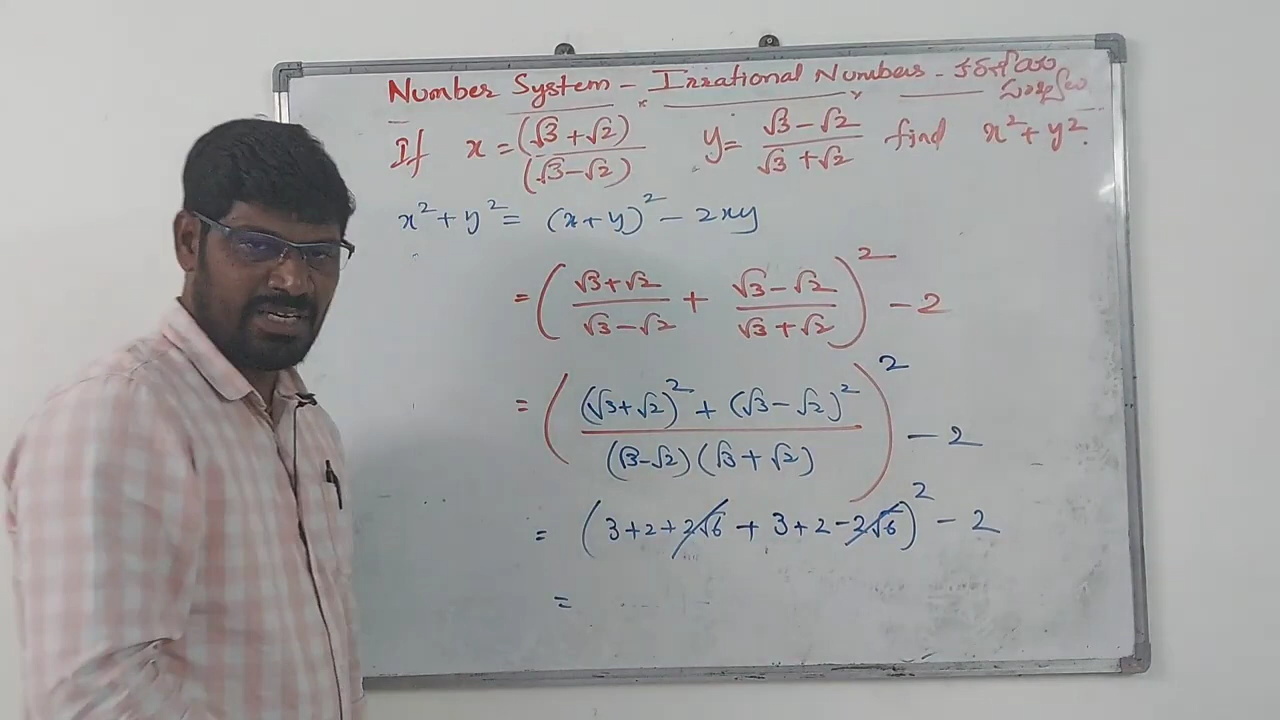 Number System - Irrational Numbers - కరణీయ సంఖ్యలు
If x = (√3 + √2) / (√3 - √2) y = √3 - √2 / √3 + √2 find x² + y².
x² + y² = (x + y)² - 2xy
= (√3 + √2 / √3 - √2 + √3 - √2 / √3 + √2)² - 2
= ((√3 + √2)² + (√3 - √2)² / (√3 - √2) (√3 + √2))² - 2
= (3 + 2 + 2√6 + 3 + 2 - 2√6)² - 2
=